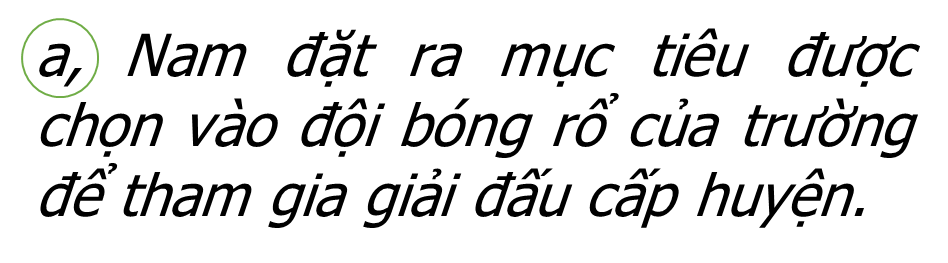 a, Nam đặt ra mục tiêu được
chọn vào đội bóng rổ của trường
để tham gia giải đấu cấp huyện.